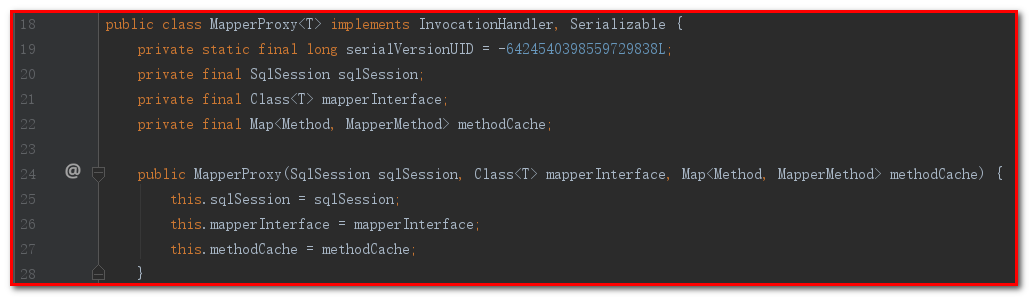 18 public class MapperProxy<T> implements InvocationHandler, Serializable {
19 private static final long serialVersionUID = -6424540398559729838L;
20 private final SqlSession sqlSession;
21 private final Class<T> mapperInterface;
22 private final Map<Method, MapperMethod> methodCache;
23
24 @ public MapperProxy(SqlSession sqlSession, Class<T> mapperInterface, Map<Method, MapperMethod> methodCache) {
25 this.sqlSession = sqlSession;
26 this.mapperInterface = mapperInterface;
27 this.methodCache = methodCache;
28 }